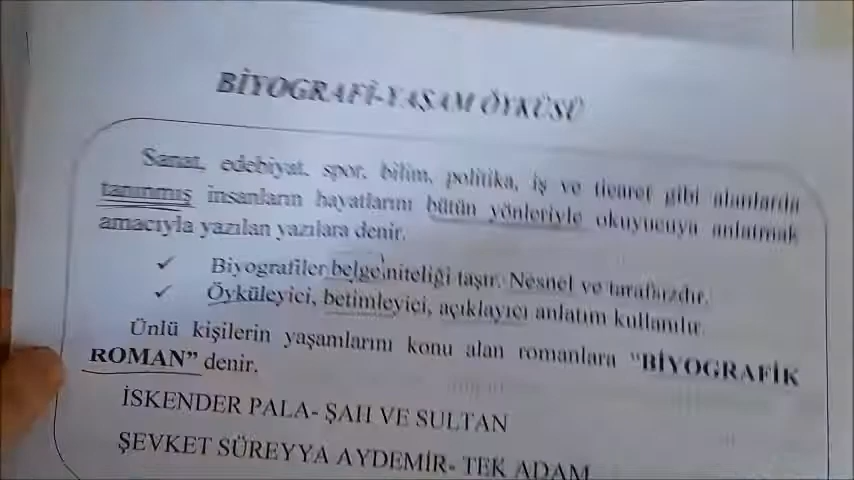 BİYOGRAFİ-YAŞAM ÖYKÜSÜ
Sanat, edebiyat, spor, bilim, politika, iş ve ticaret gibi alanlarda
tanınmış insanların hayatlarını bütün yönleriyle okuyucuya anlatmak
amacıyla yazılan yazılara denir.
✓ Biyografiler belge niteliği taşır. Nesnel ve tarafsızdır.
✓ Öyküleyici, betimleyici, açıklayıcı anlatım kullanılır.
Ünlü kişilerin yaşamlarını konu alan romanlara “BİYOGRAFİK
ROMAN” denir.
İSKENDER PALA- ŞAH VE SULTAN
ŞEVKET SÜREYYA AYDEMİR- TEK ADAM